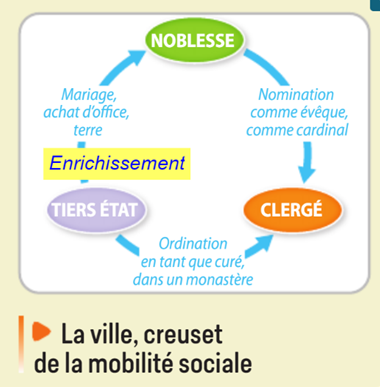 NOBLESSE
Mariage,
achat d'office,
terre
Nomination
comme évêque,
comme cardinal
Enrichissement
TIERS ÉTAT
CLERGÉ
Ordination
en tant que curé,
dans un monastère
La ville, creuset
de la mobilité sociale